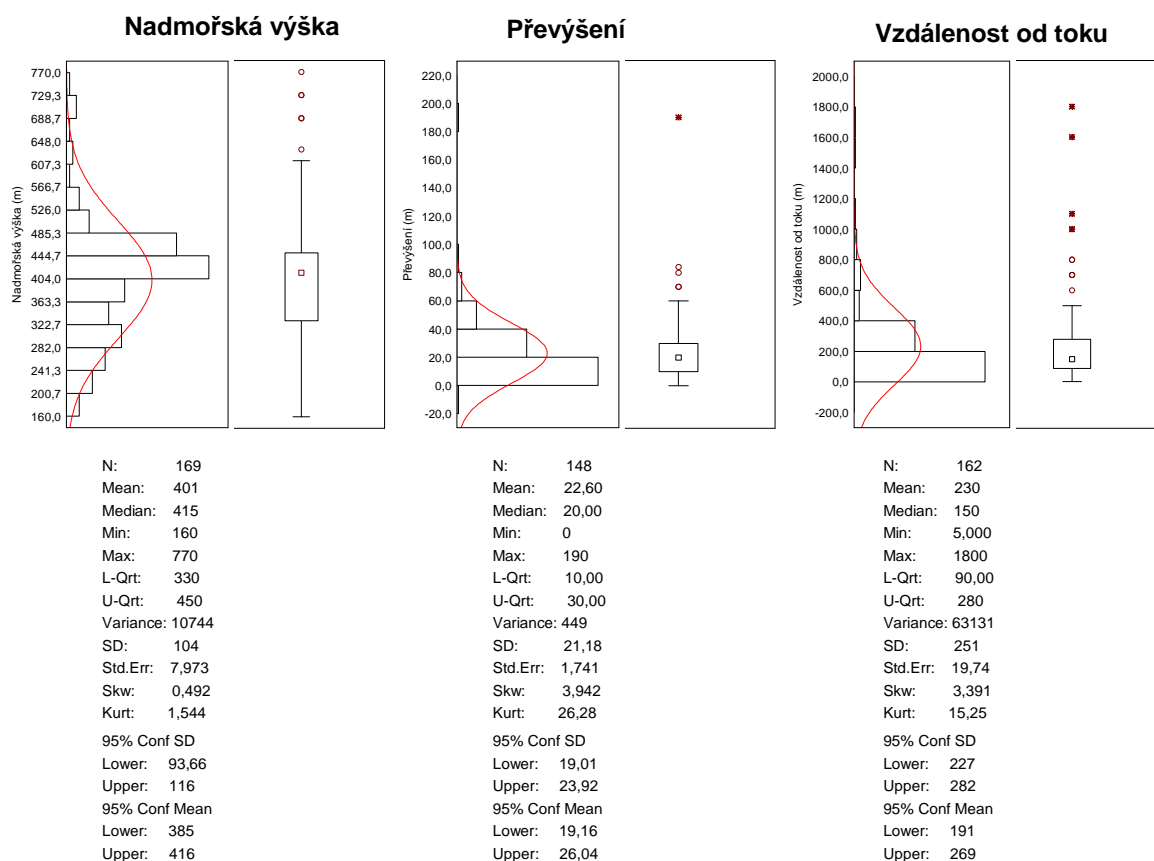 Nadmořská výška
Nadmořská výška (m)
770,0
729,3
688,7
648,0
607,3
566,7
526,0
485,3
444,7
404,0
363,3
322,7
282,0
241,3
200,7
160,0
N: 169
Mean: 401
Median: 415
Min: 160
Max: 770
L-Qrt: 330
U-Qrt: 450
Variance: 10744
SD: 104
Std.Err: 7,973
Skw: 0,492
Kurt: 1,544
95% Conf SD
Lower: 93,66
Upper: 116
95% Conf Mean
Lower: 385
Upper: 416
Převýšení
Převýšení (m)
220,0
200,0
180,0
160,0
140,0
120,0
100,0
80,0
60,0
40,0
20,0
0,0
-20,0
N: 148
Mean: 22,60
Median: 20,00
Min: 0
Max: 190
L-Qrt: 10,00
U-Qrt: 30,00
Variance: 449
SD: 21,18
Std.Err: 1,741
Skw: 3,942
Kurt: 26,28
95% Conf SD
Lower: 19,01
Upper: 23,92
95% Conf Mean
Lower: 19,16
Upper: 26,04
Vzdálenost od toku
Vzdálenost od toku (m)
2000,0
1800,0
1600,0
1400,0
1200,0
1000,0
800,0
600,0
400,0
200,0
0,0
-200,0
N: 162
Mean: 230
Median: 150
Min: 5,000
Max: 1800
L-Qrt: 90,00
U-Qrt: 280
Variance: 63131
SD: 251
Std.Err: 19,74
Skw: 3,391
Kurt: 15,25
95% Conf SD
Lower: 227
Upper: 282
95% Conf Mean
Lower: 191
Upper: 269